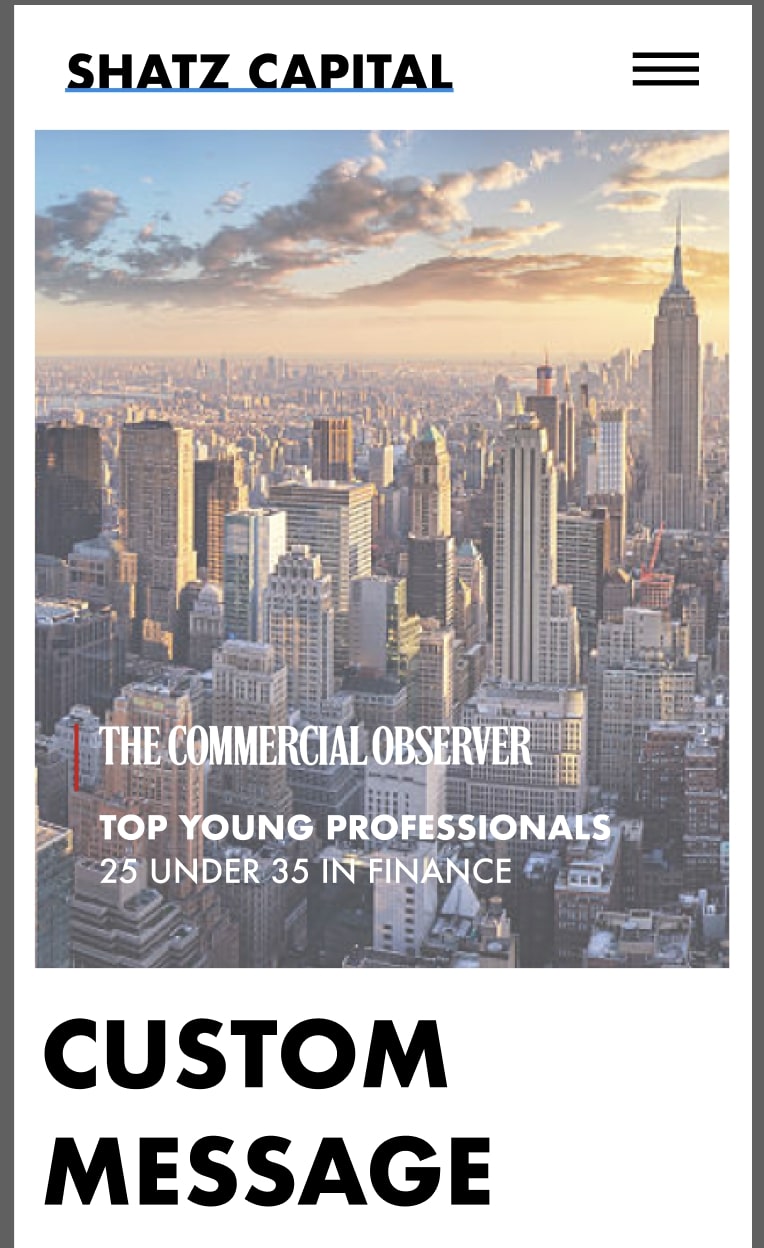 SHATZ CAPITAL
THE COMMERCIAL OBSERVER
TOP YOUNG PROFESSIONALS
25 UNDER 35 IN FINANCE
CUSTOM
MESSAGE